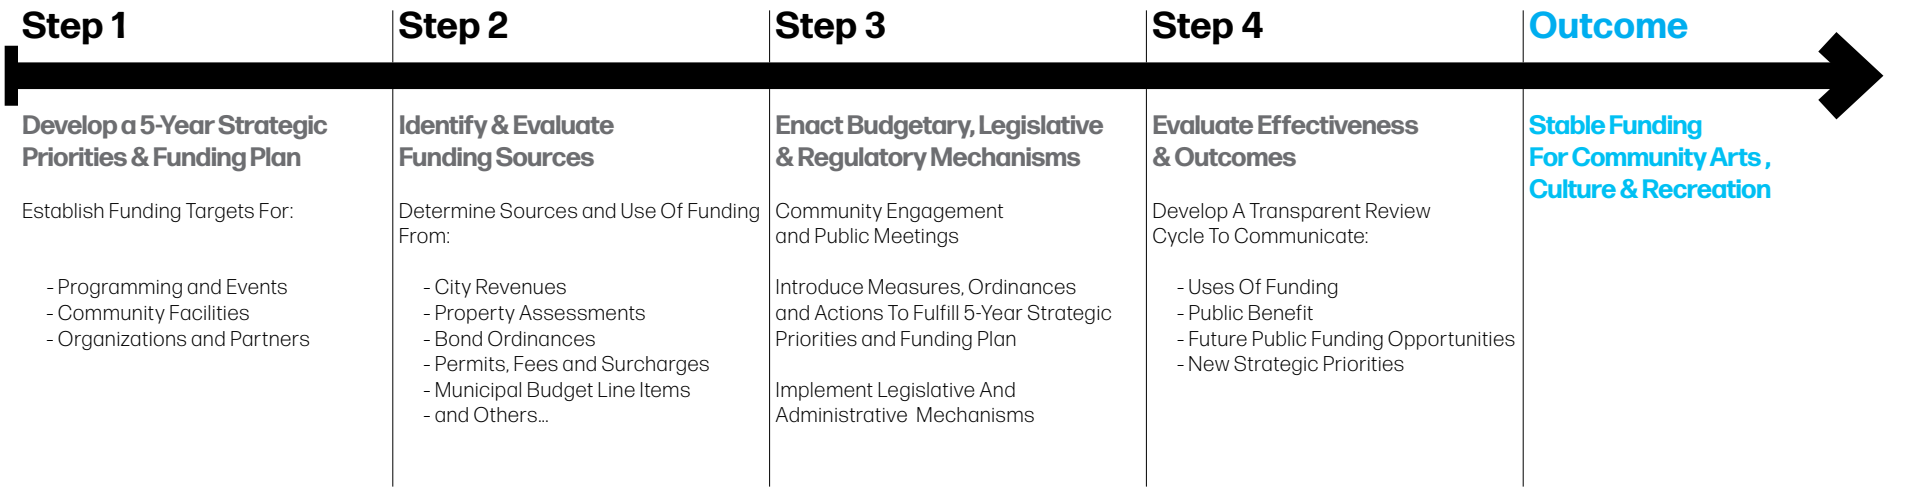 Step 1
Develop a 5-Year Strategic
Priorities & Funding Plan
Establish Funding Targets For:
- Programming and Events
- Community Facilities
- Organizations and Partners
Step 2
Identify & Evaluate
Funding Sources
Determine Sources and Use Of Funding
From:
- City Revenues
- Property Assessments
- Bond Ordinances
- Permits, Fees and Surcharges
- Municipal Budget Line Items
- and Others...
Step 3
Enact Budgetary, Legislative
& Regulatory Mechanisms
Community Engagement
and Public Meetings
Introduce Measures, Ordinances
and Actions To Fulfill 5-Year Strategic
Priorities and Funding Plan
Implement Legislative And
Administrative Mechanisms
Step 4
Evaluate Effectiveness
& Outcomes
Develop A Transparent Review
Cycle To Communicate:
- Uses Of Funding
- Public Benefit
- Future Public Funding Opportunities
- New Strategic Priorities
Outcome
Stable Funding
For Community Arts ,
Culture & Recreation